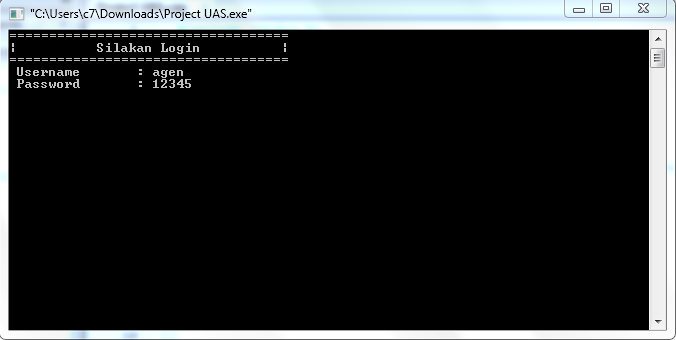 "C:\Users\c7\Downloads\Project UAS.exe"
===================================
¦          Silakan Login          ¦
===================================
Username : agen
Password : 12345